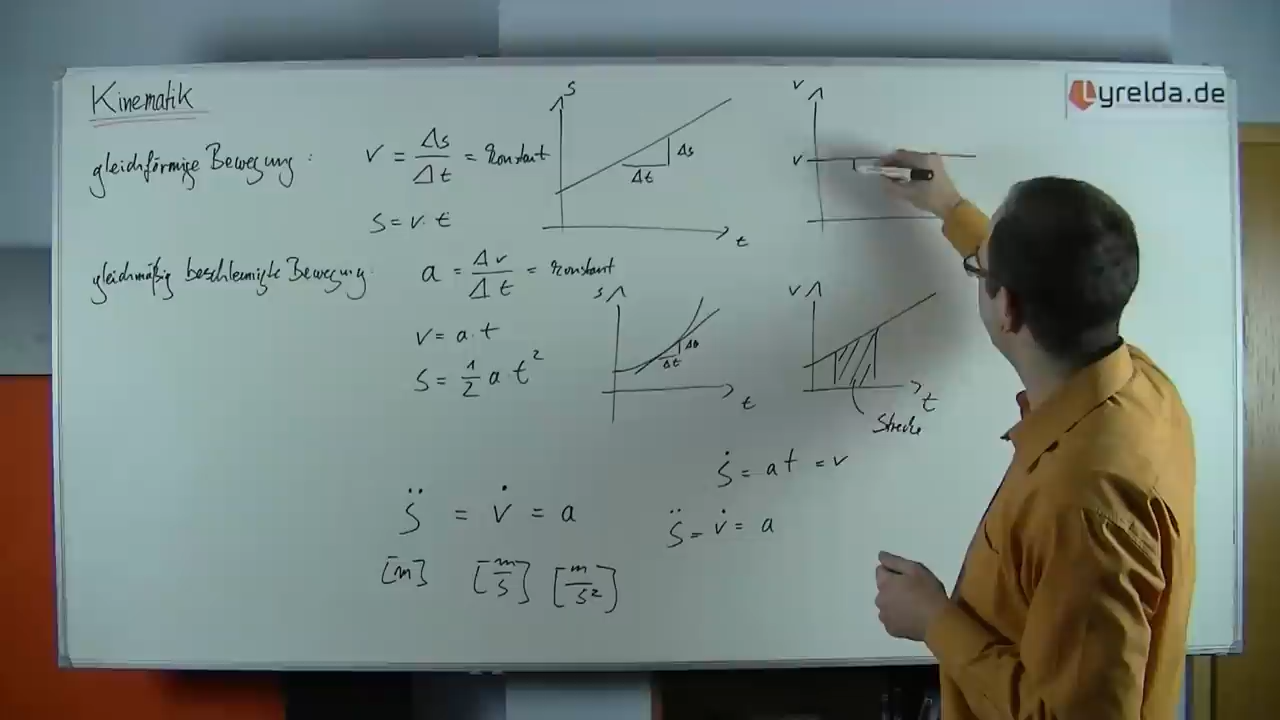 Kinematik
lyrelda.de
gleichförmige Bewegung : v = Δs/Δt = konstant
s = v · t
s
Δs
Δt
t
v
v
gleichmäßig beschleunigte Bewegung: a = Δv/Δt = konstant
v = a · t
s = 1/2 a · t²
s
Δs
Δt
t
v
t
Strecke
ṡ = at = v
s̈ = v̇ = a
s̈ = v̇ = a
[m] [m/s] [m/s²]